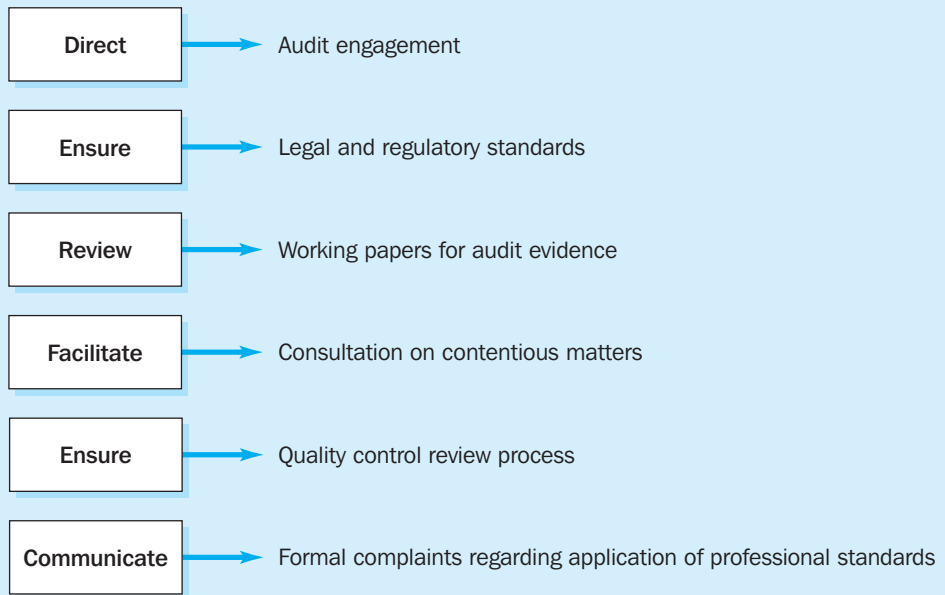 Direct Audit engagement
Ensure Legal and regulatory standards
Review Working papers for audit evidence
Facilitate Consultation on contentious matters
Ensure Quality control review process
Communicate Formal complaints regarding application of professional standards